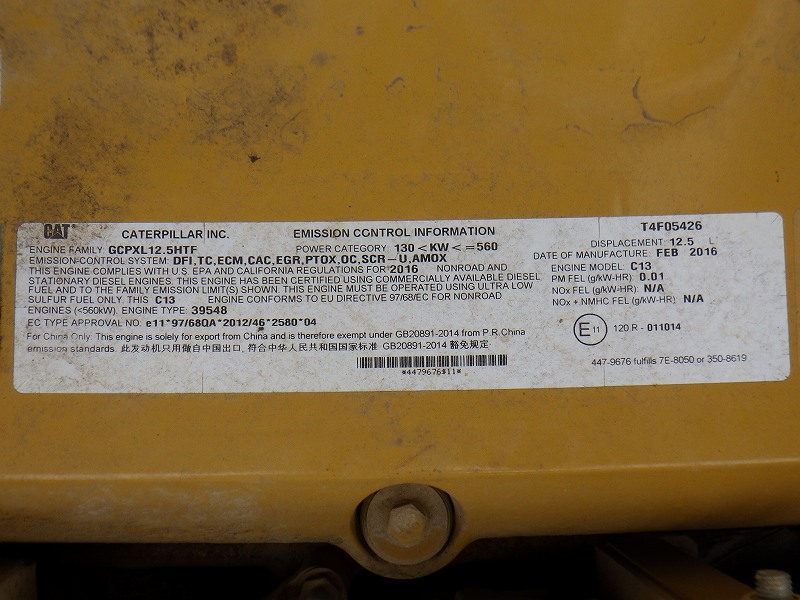 CAT CATERPILLAR INC. EMISSION CONTROL INFORMATION T4F05426
ENGINE FAMILY: GCPXL12.5HTF POWER CATEGORY: 130 < KW < = 560 DISPLACEMENT: 12.5 L
EMISSION-CONTROL SYSTEM: DFI,TC,ECM,CAC,EGR,PTOX,OC,SCR-U,AMOX DATE OF MANUFACTURE: FEB 2016
THIS ENGINE COMPLIES WITH U.S. EPA AND CALIFORNIA REGULATIONS FOR 2016 NONROAD AND ENGINE MODEL: C13
STATIONARY DIESEL ENGINES. THIS ENGINE HAS BEEN CERTIFIED USING COMMERCIALLY AVAILABLE DIESEL PM FEL (g/kW-HR): 0.01
FUEL AND TO THE FAMILY EMISSION LIMIT(S) SHOWN. THIS ENGINE MUST BE OPERATED USING ULTRA LOW NOx FEL (g/kW-HR): N/A
SULFUR FUEL ONLY. THIS C13 ENGINE CONFORMS TO EU DIRECTIVE 97/68/EC FOR NONROAD NOx + NMHC FEL (g/kW-HR): N/A
ENGINES (<560kW). ENGINE TYPE: 39548
EC TYPE APPROVAL NO. e11*97/68QA*2012/46*2580*04
E11 120 R - 011014
For China Only: This engine is solely for export from China and is therefore exempt under GB20891-2014 from P.R.China
emission standards. 此发动机只用做自中国出口, 符合中华人民共和国国家标准 GB20891-2014 豁免规定
*4479676$11*
447-9676 fulfills 7E-8050 or 350-8619